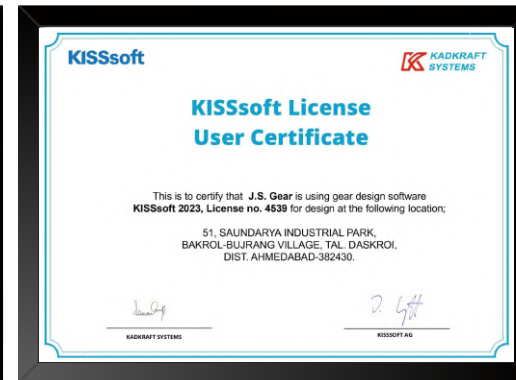 KISSsoft
KADKRAFT
SYSTEMS
KISSsoft License
User Certificate
This is to certify that J.S. Gear is using gear design software
KISSsoft 2023, License no. 4539 for design at the following location;
51, SAUNDARYA INDUSTRIAL PARK,
BAKROL-BUJRANG VILLAGE, TAL. DASKROI,
DIST. AHMEDABAD-382430.
KADKRAFT SYSTEMS
KISSSOFT AG